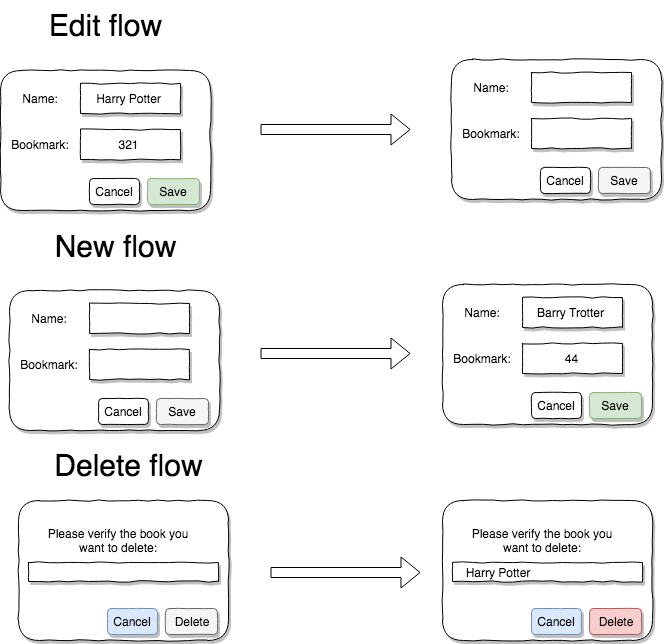 Edit flow
Name: Harry Potter
Bookmark: 321
Cancel Save
Name:
Bookmark:
Cancel Save
New flow
Name:
Bookmark:
Cancel Save
Name: Barry Trotter
Bookmark: 44
Cancel Save
Delete flow
Please verify the book you
want to delete:
Cancel Delete
Please verify the book you
want to delete:
Harry Potter
Cancel Delete